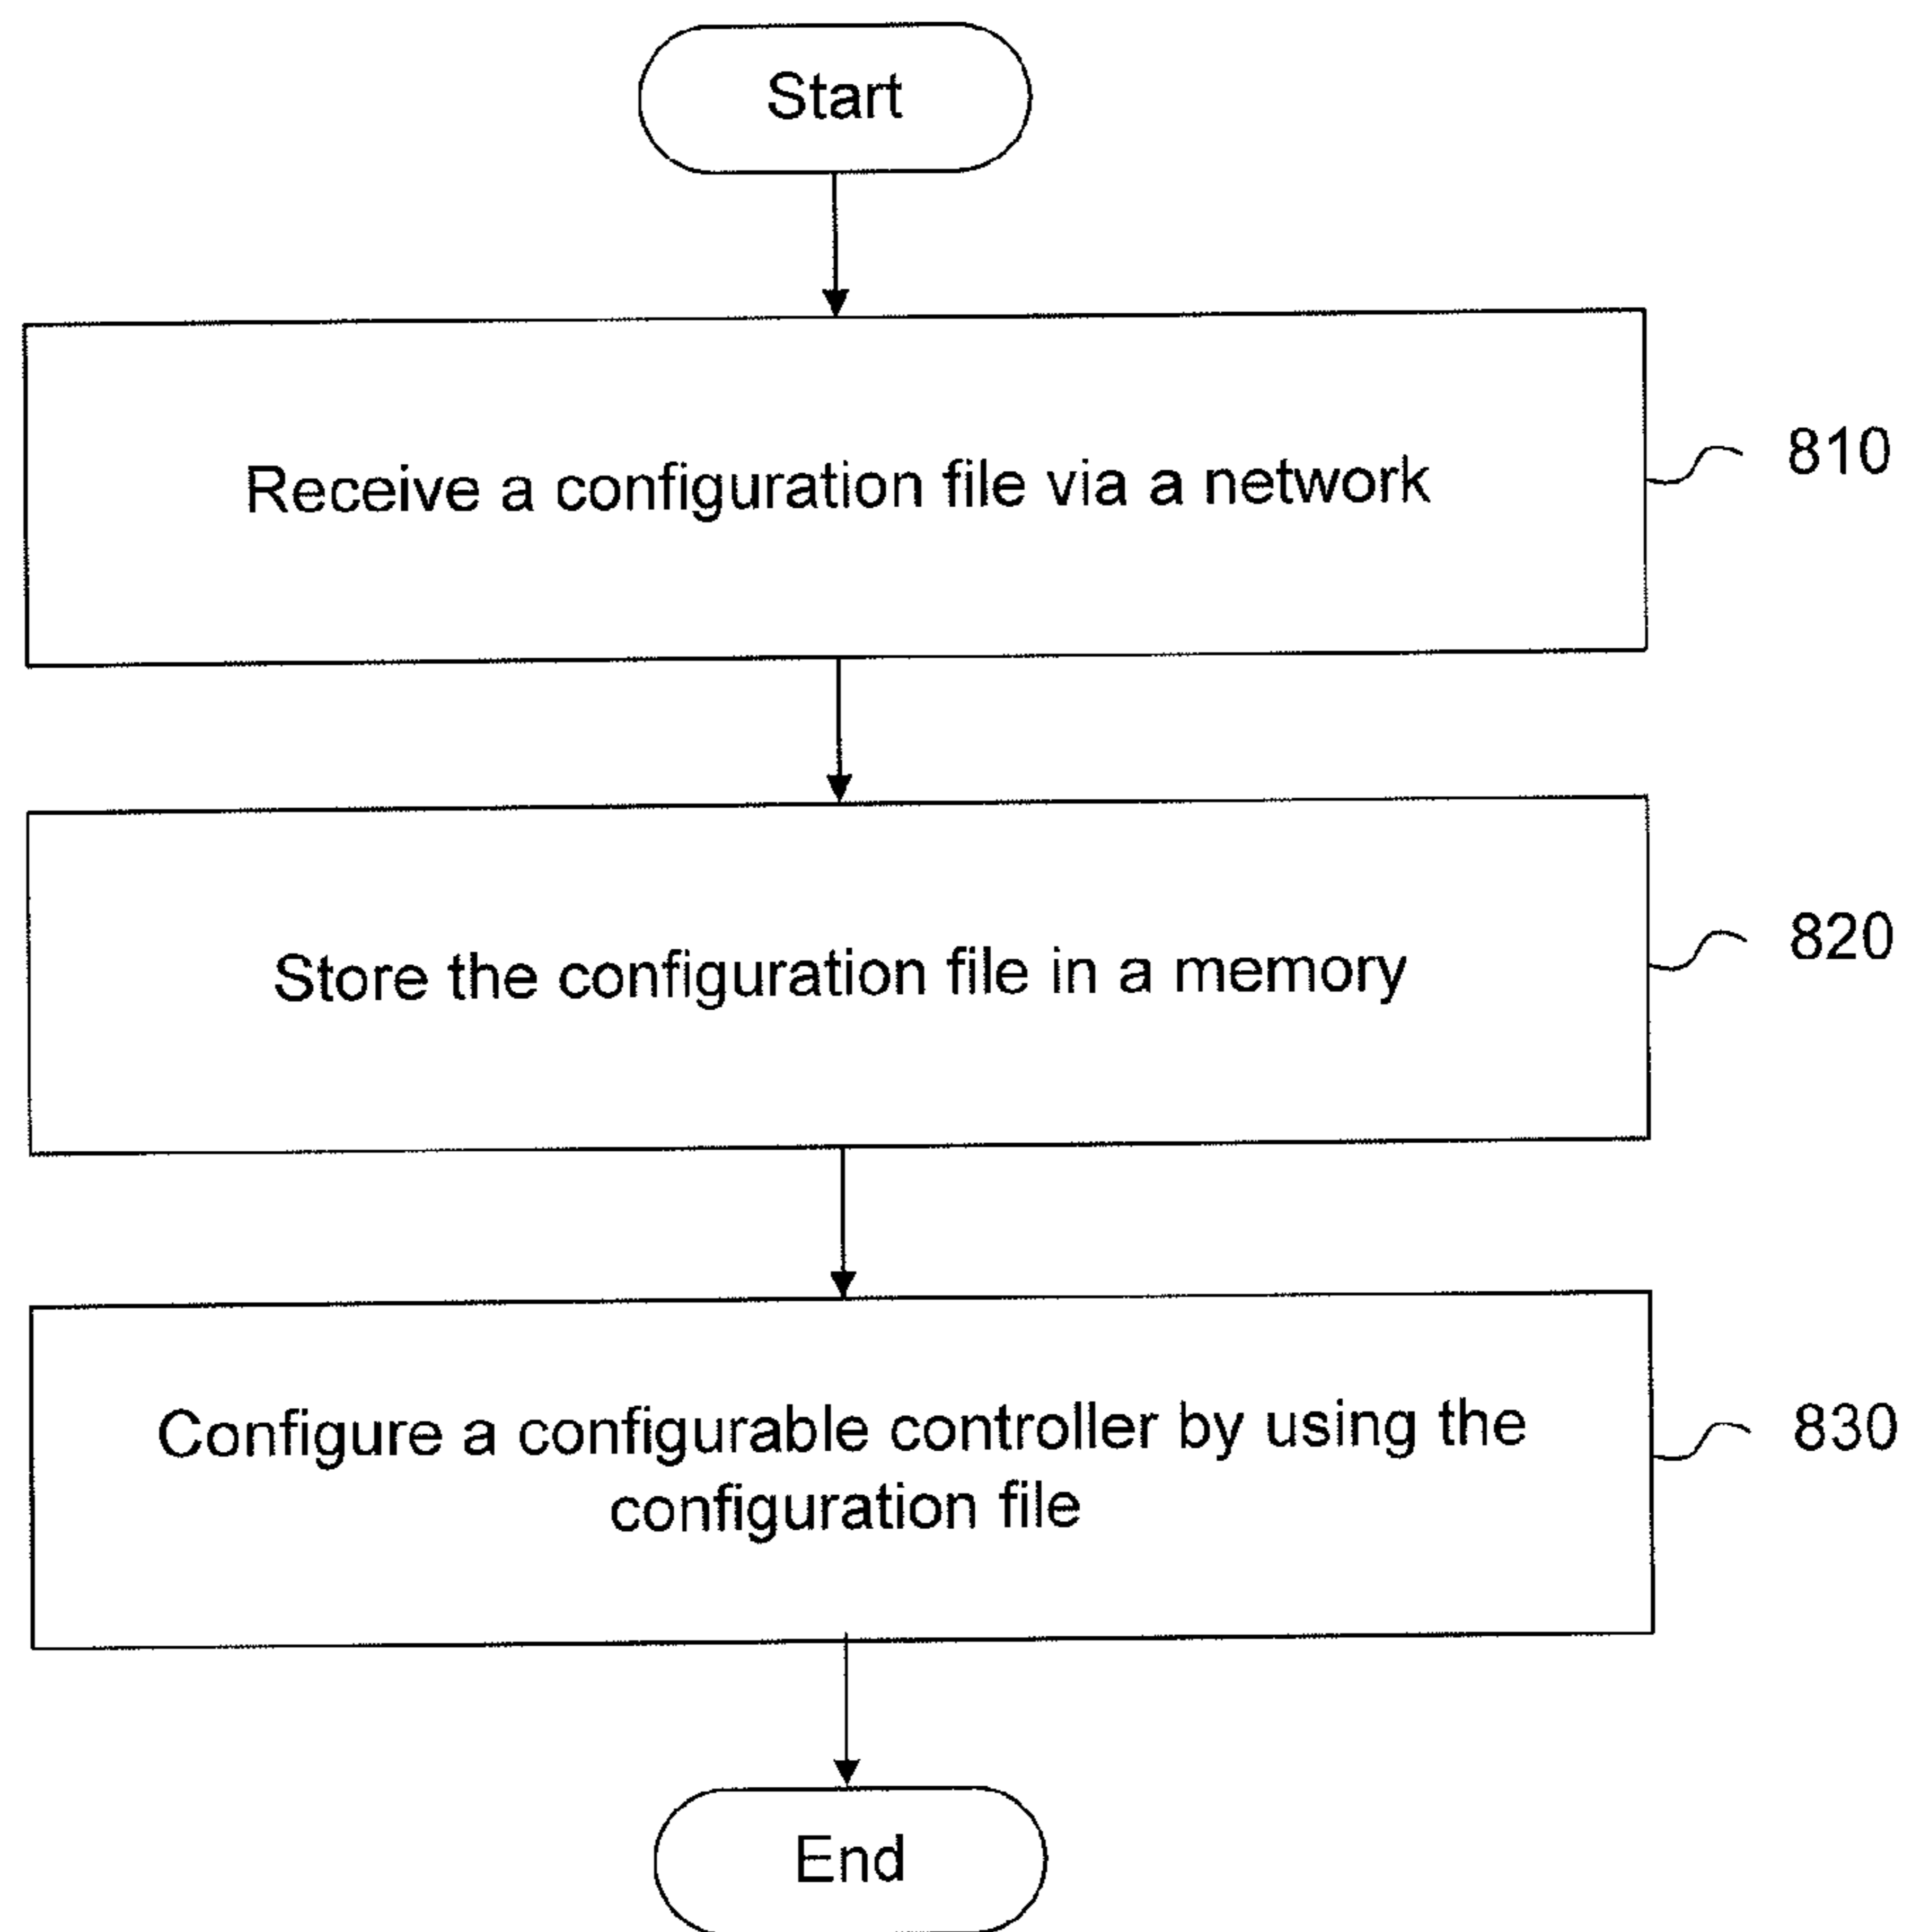 Start
Receive a configuration file via a network
810
Store the configuration file in a memory
820
Configure a configurable controller by using the
configuration file
830
End